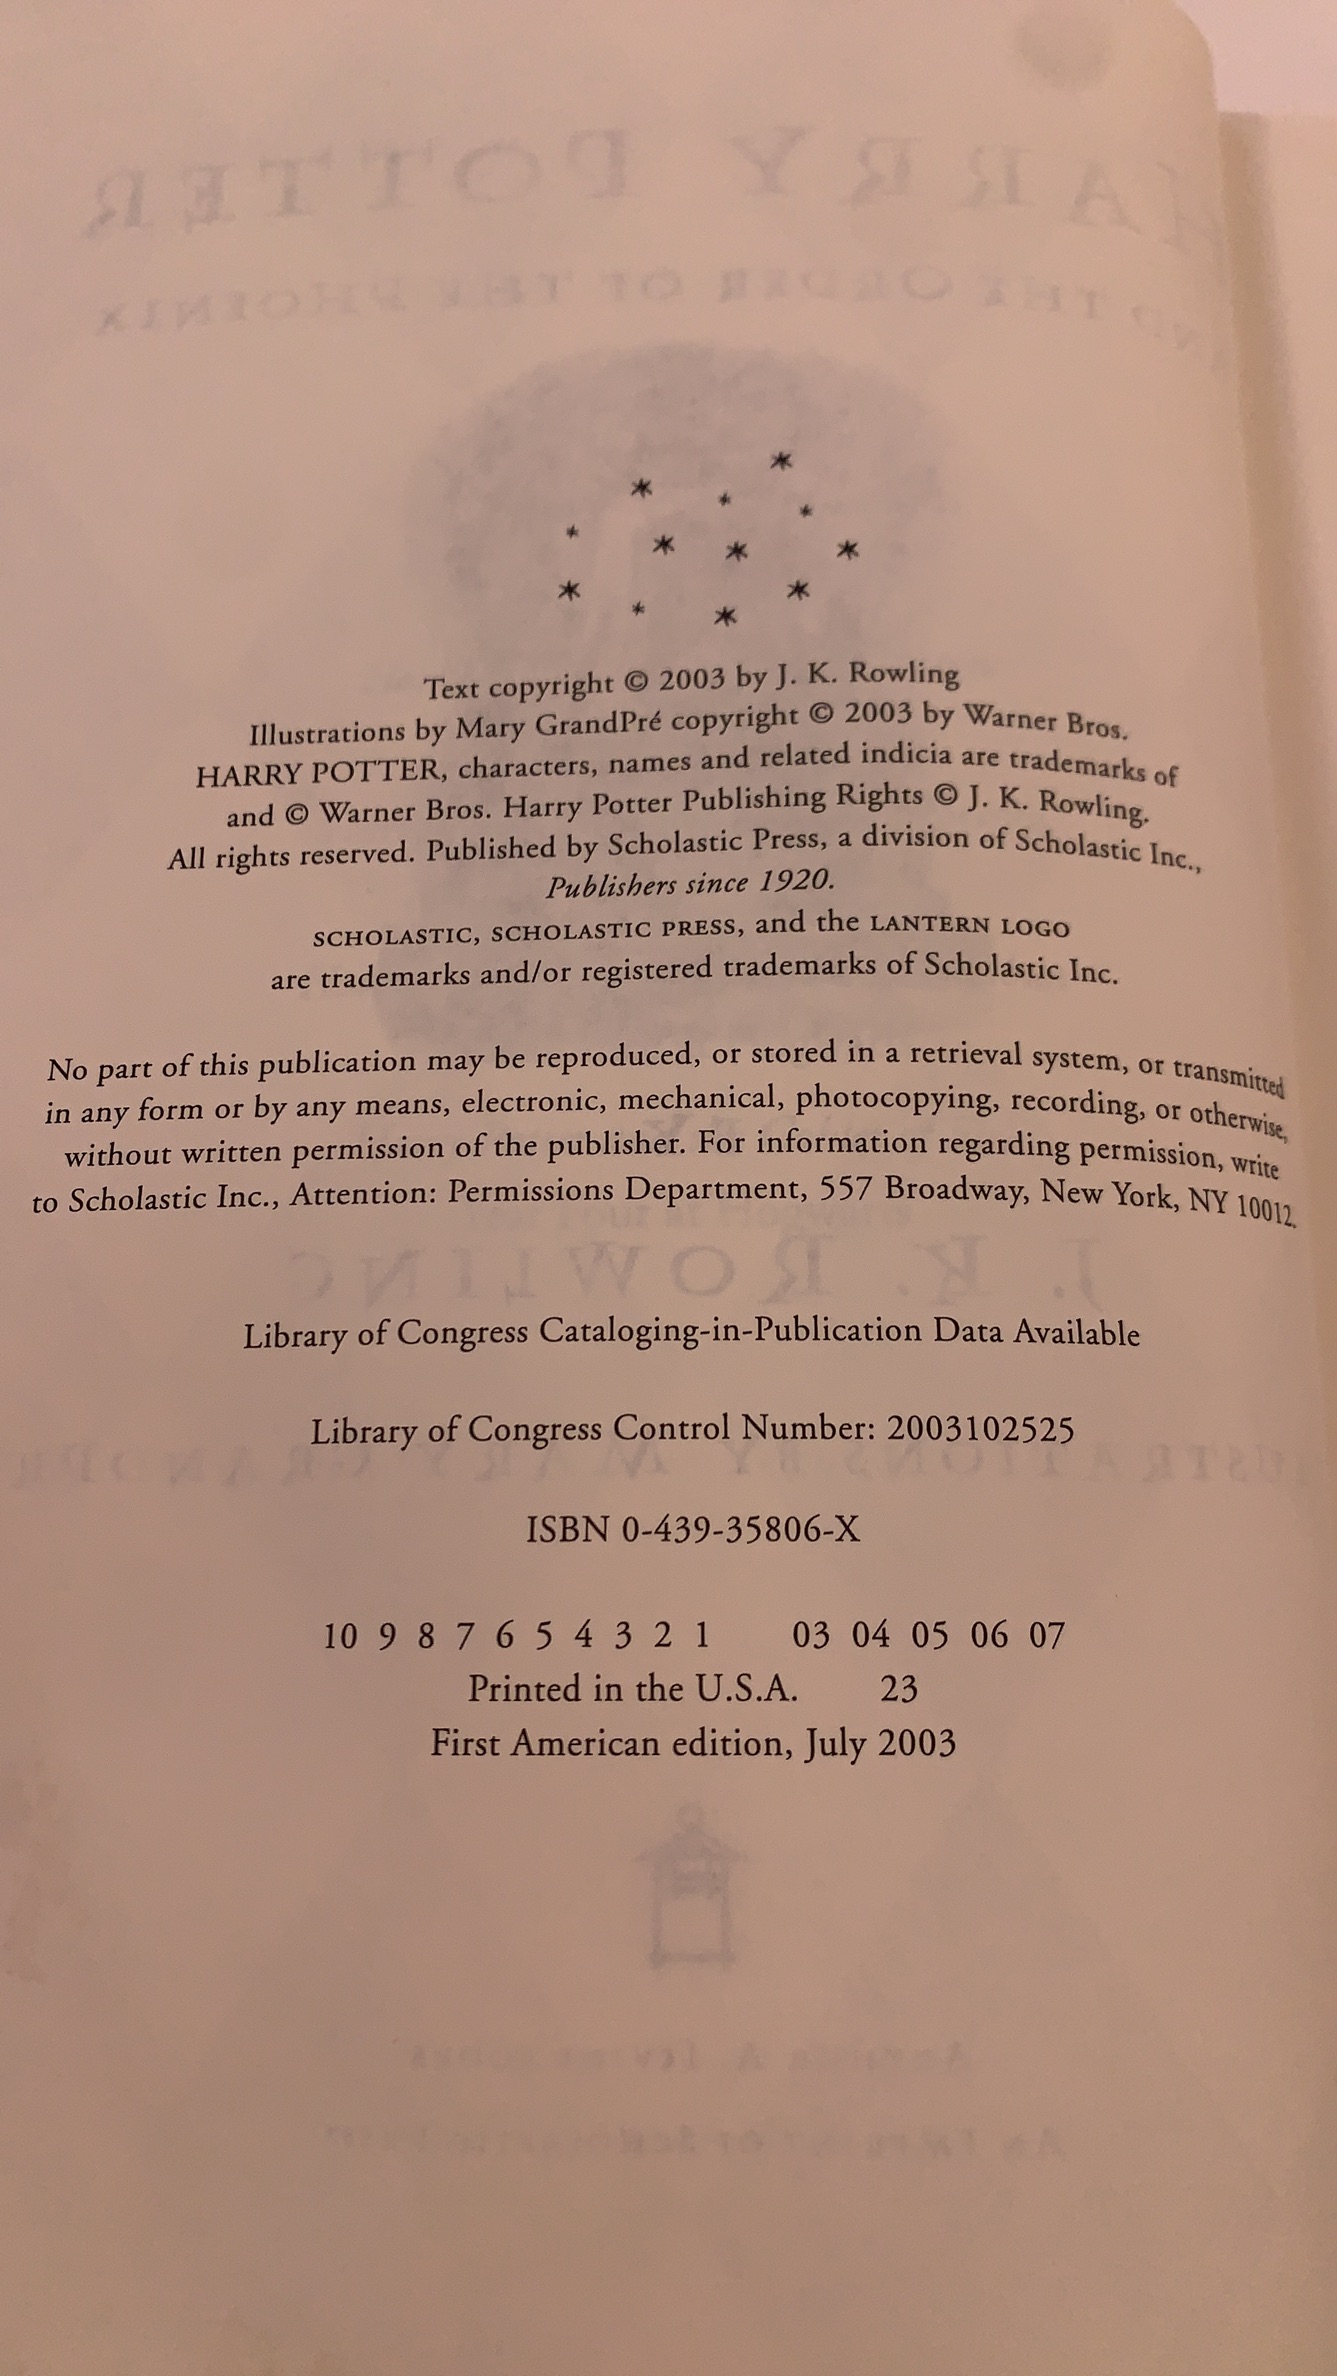 Text copyright © 2003 by J. K. Rowling
Illustrations by Mary GrandPré copyright © 2003 by Warner Bros.
HARRY POTTER, characters, names and related indicia are trademarks of
and © Warner Bros. Harry Potter Publishing Rights © J. K. Rowling.
All rights reserved. Published by Scholastic Press, a division of Scholastic Inc.,
Publishers since 1920.
SCHOLASTIC, SCHOLASTIC PRESS, and the LANTERN LOGO
are trademarks and/or registered trademarks of Scholastic Inc.
No part of this publication may be reproduced, or stored in a retrieval system, or transmitted
in any form or by any means, electronic, mechanical, photocopying, recording, or otherwise,
without written permission of the publisher. For information regarding permission, write
to Scholastic Inc., Attention: Permissions Department, 557 Broadway, New York, NY 10012.
Library of Congress Cataloging-in-Publication Data Available
Library of Congress Control Number: 2003102525
ISBN 0-439-35806-X
10 9 8 7 6 5 4 3 2 1 03 04 05 06 07
Printed in the U.S.A. 23
First American edition, July 2003